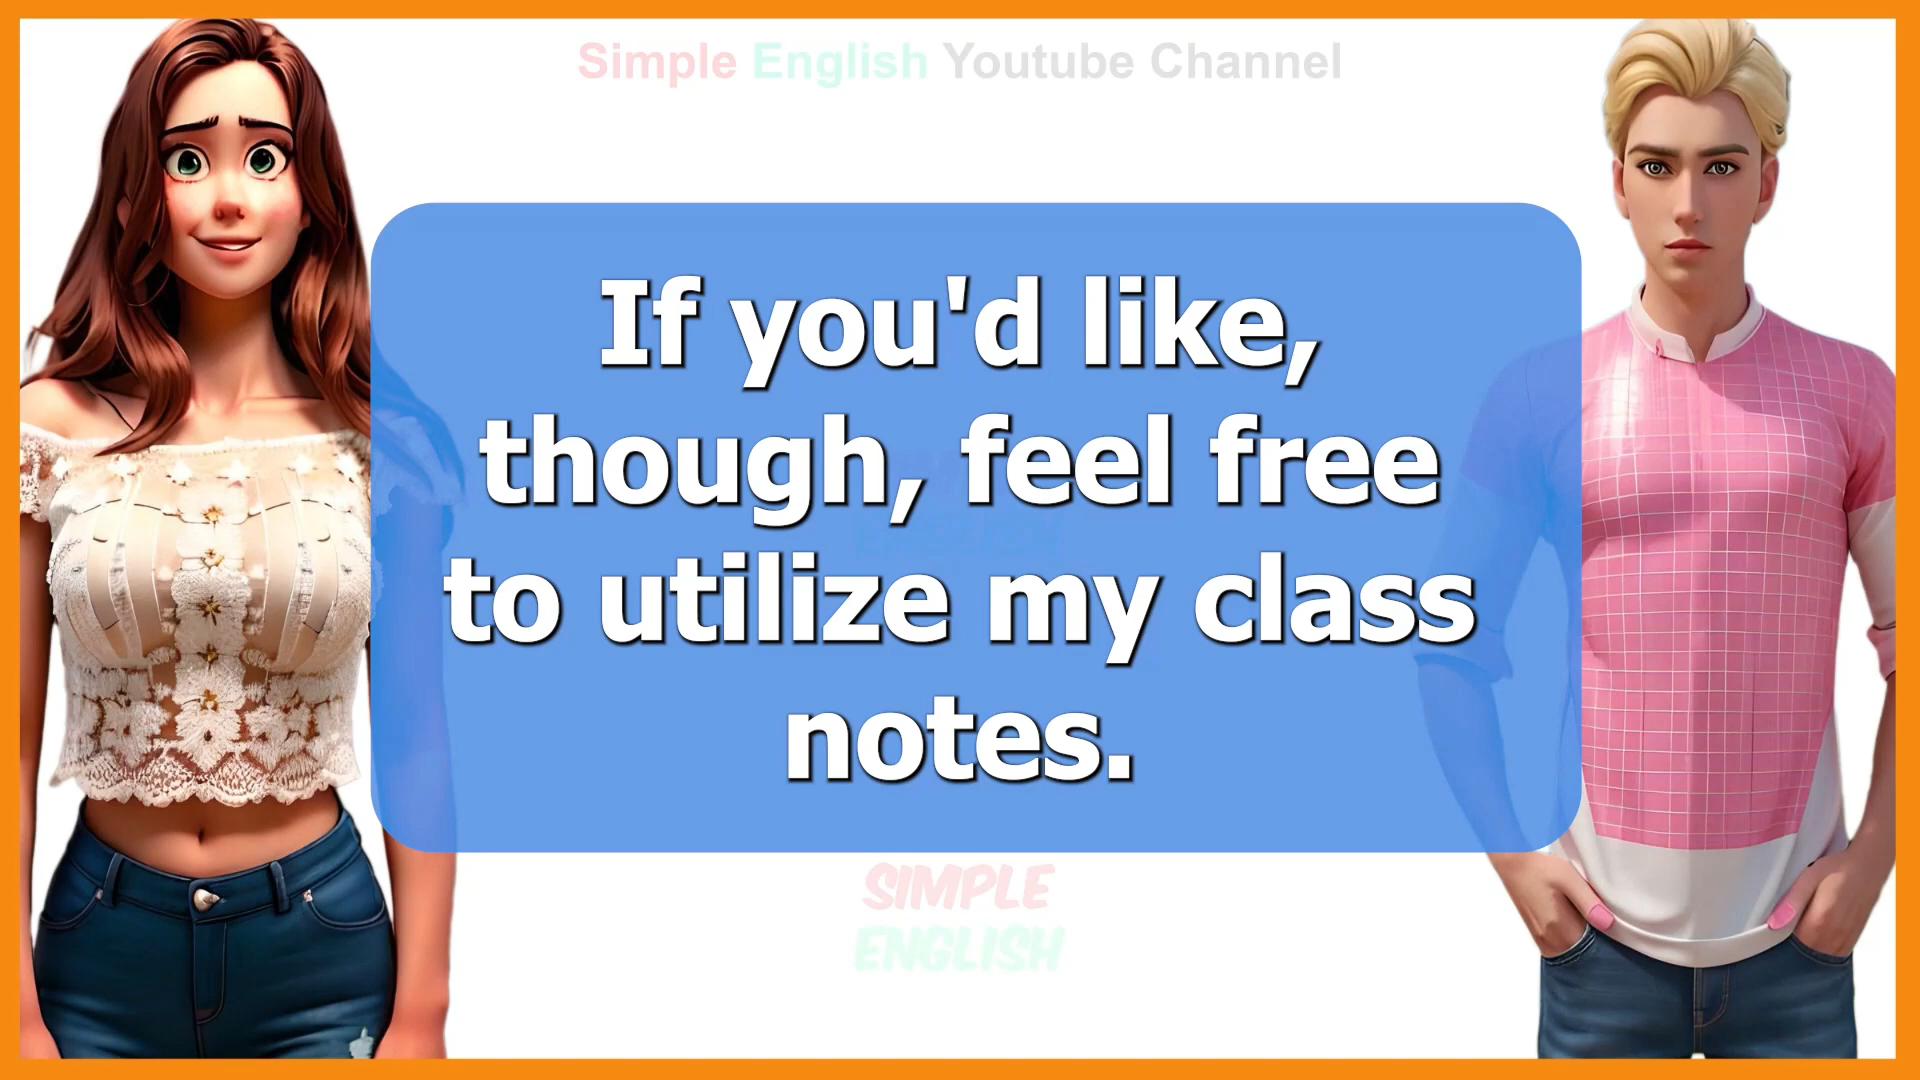 Simple English Youtube Channel
If you'd like,
though, feel free
to utilize my class
notes.
SIMPLE
ENGLISH